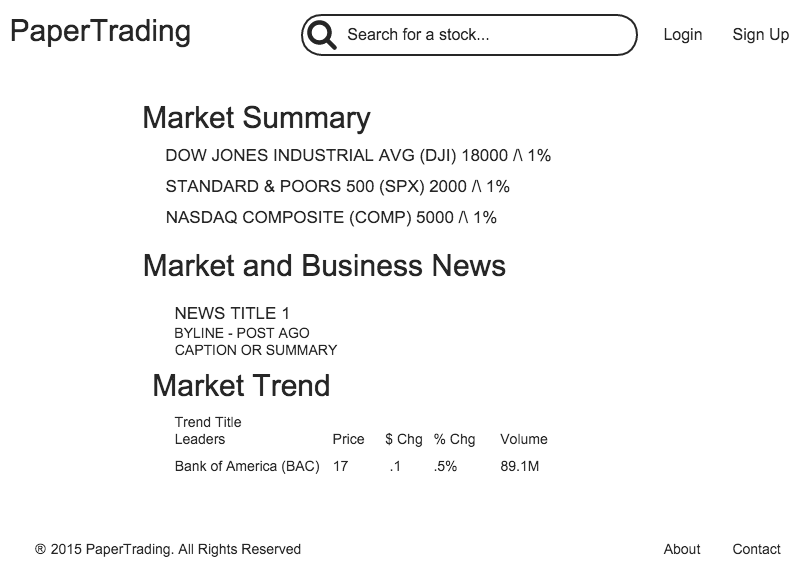 PaperTrading
Search for a stock...
Login
Sign Up
Market Summary
DOW JONES INDUSTRIAL AVG (DJI) 18000 /\ 1%
STANDARD & POORS 500 (SPX) 2000 /\ 1%
NASDAQ COMPOSITE (COMP) 5000 /\ 1%
Market and Business News
NEWS TITLE 1
BYLINE - POST AGO
CAPTION OR SUMMARY
Market Trend
Trend Title
Leaders Price $ Chg % Chg Volume
Bank of America (BAC) 17 .1 .5% 89.1M
® 2015 PaperTrading. All Rights Reserved
About
Contact